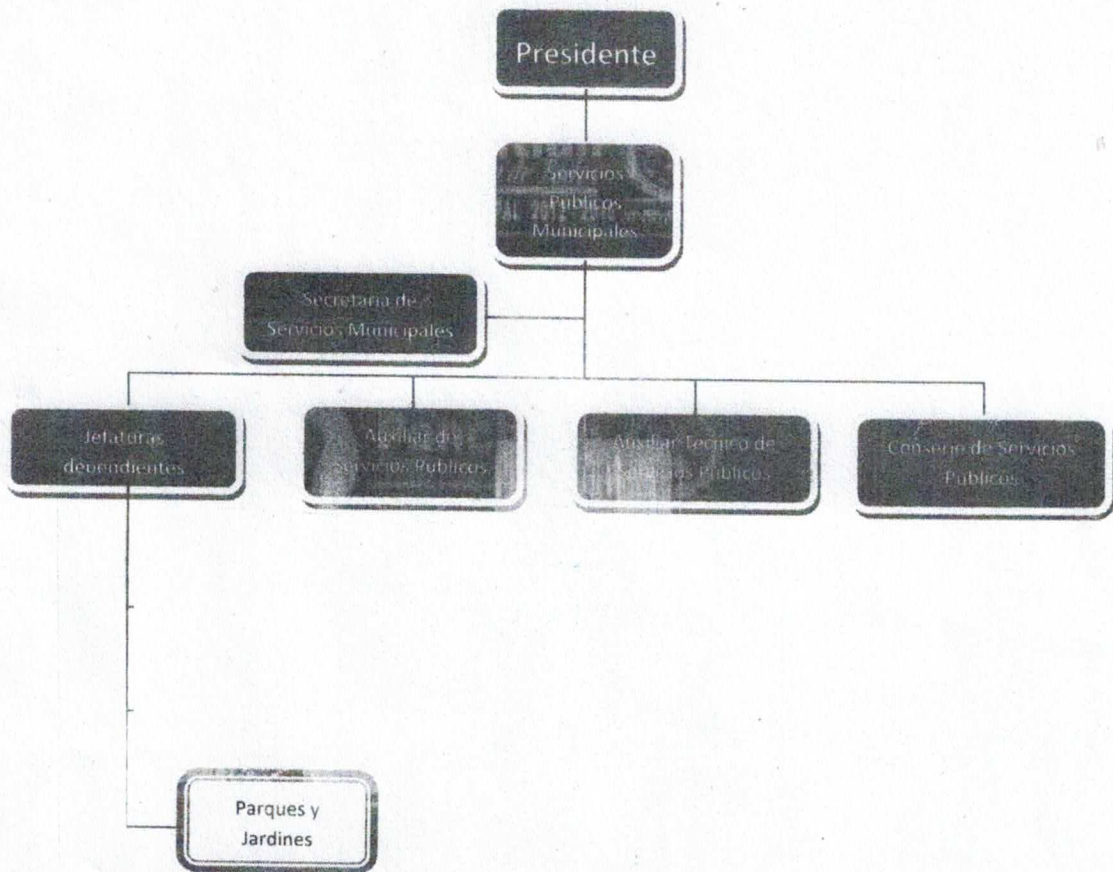 Presidente
Servicios
Publicos
Municipales
Secretaria de
Servicios Municipales
Jefaturas
dependientes
Auxiliar de
Servicios Publicos
Auxiliar Tecnico de
Servicios Publicos
Conserje de Servicios
Publicos
Parques y
Jardines